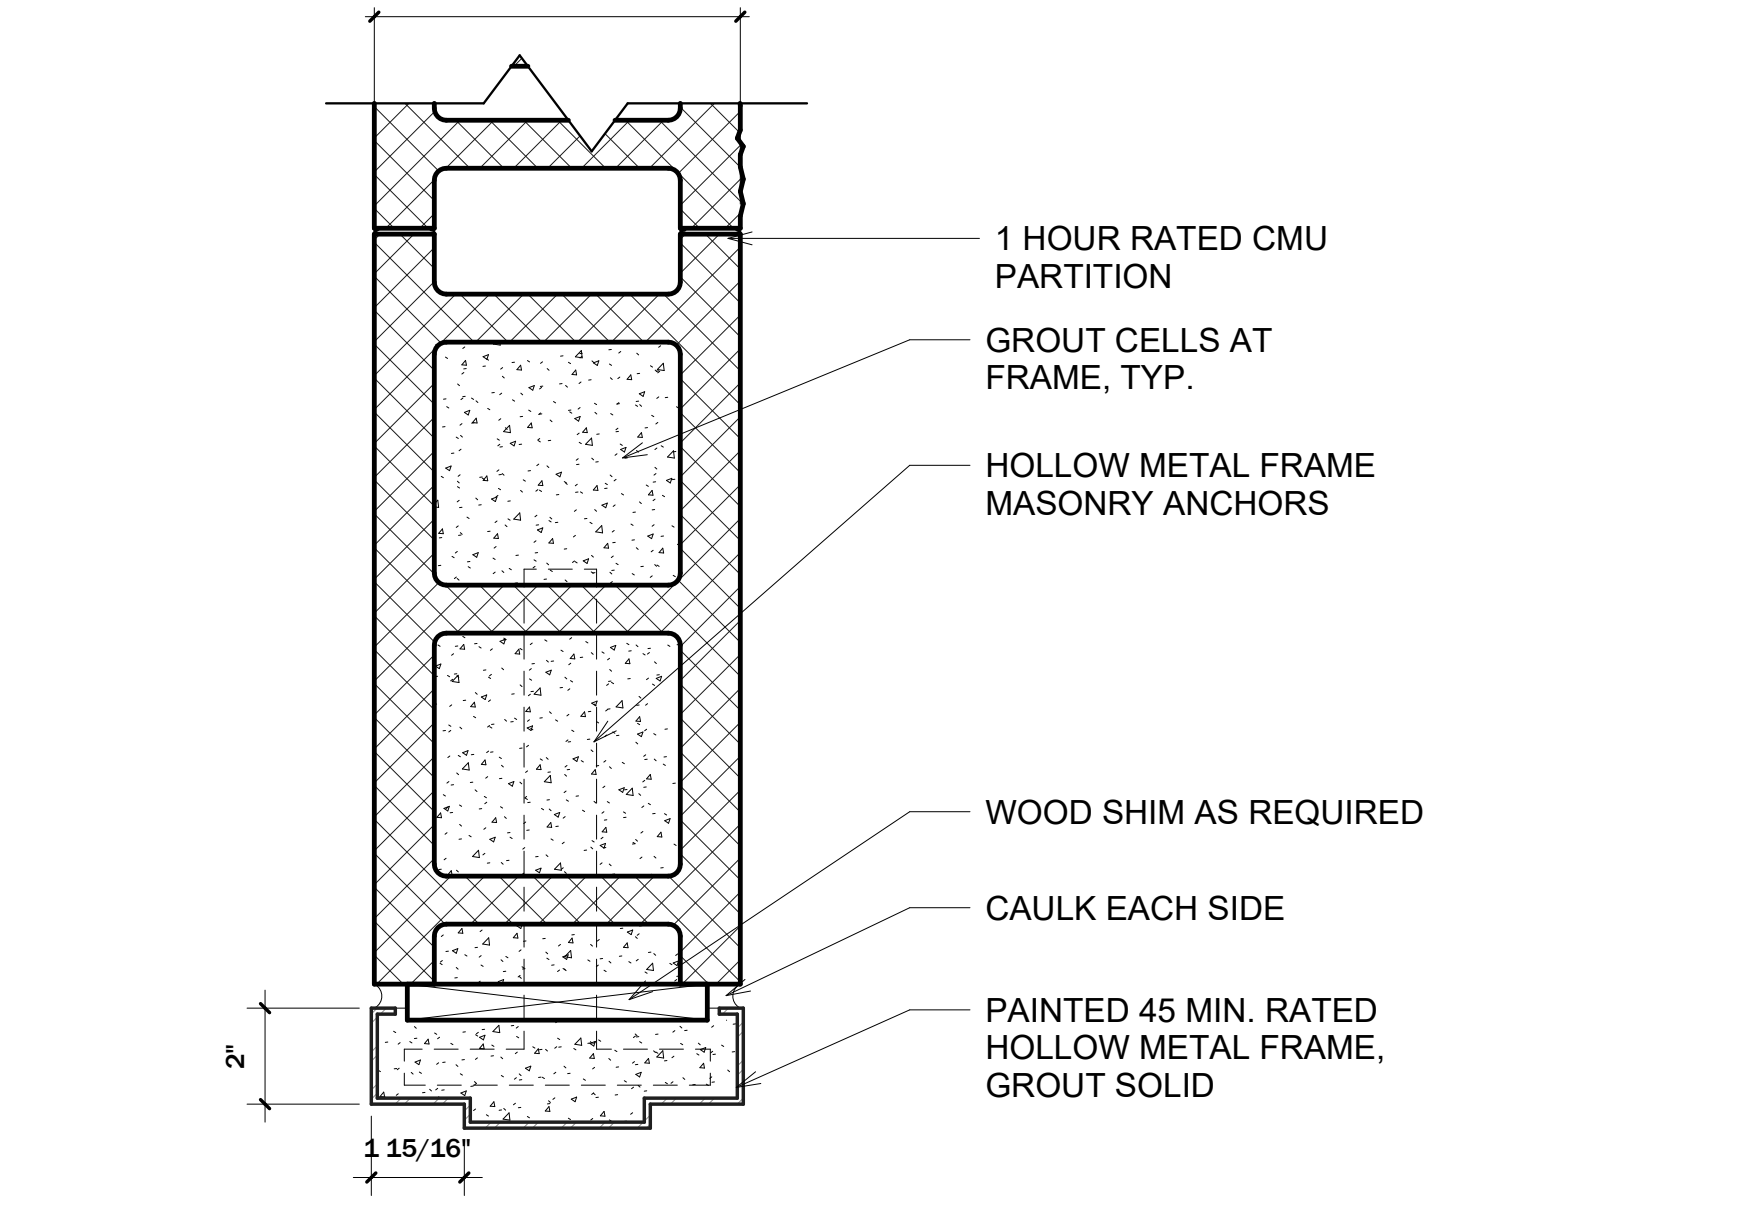 1 HOUR RATED CMU
PARTITION
GROUT CELLS AT
FRAME, TYP.
HOLLOW METAL FRAME
MASONRY ANCHORS
WOOD SHIM AS REQUIRED
CAULK EACH SIDE
PAINTED 45 MIN. RATED
HOLLOW METAL FRAME,
GROUT SOLID
2"
1 15/16"